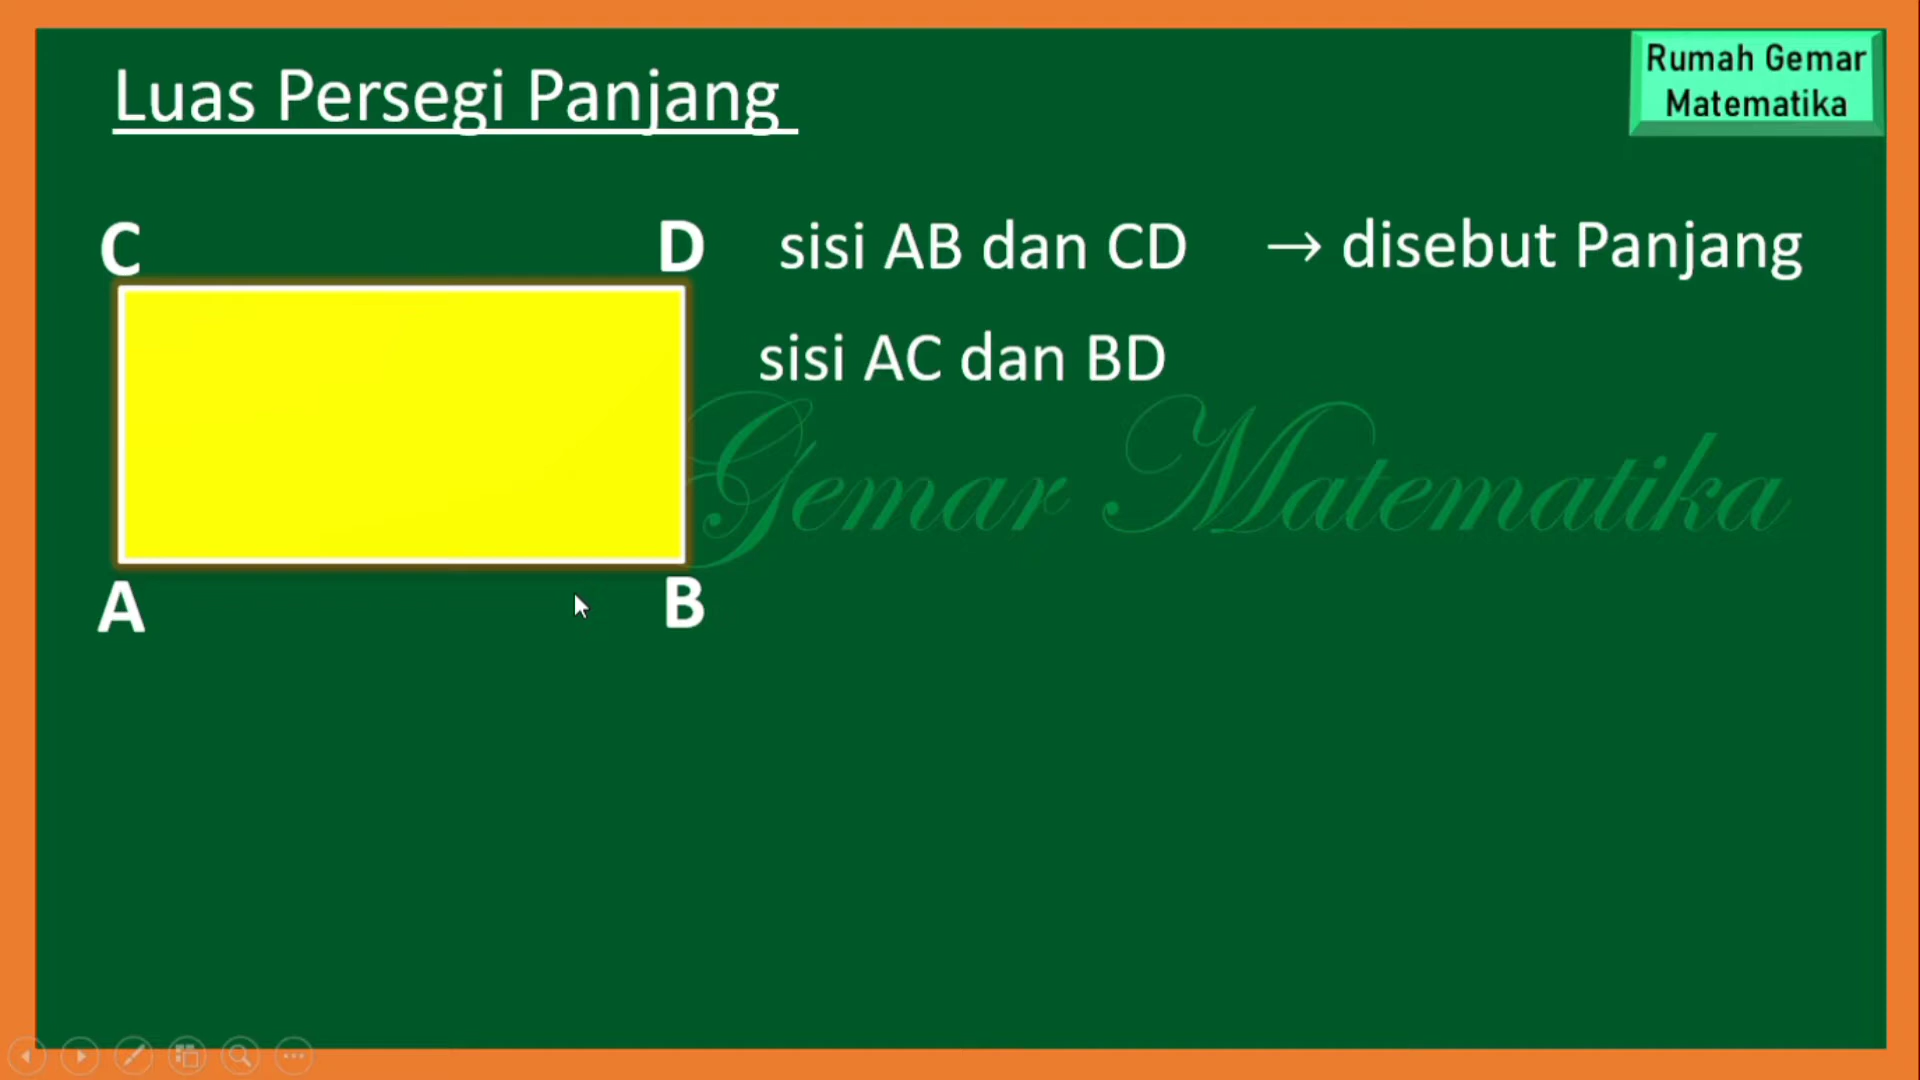 Luas Persegi Panjang
Rumah Gemar
Matematika
C
D
sisi AB dan CD → disebut Panjang
sisi AC dan BD
Gemar Matematika
A
B